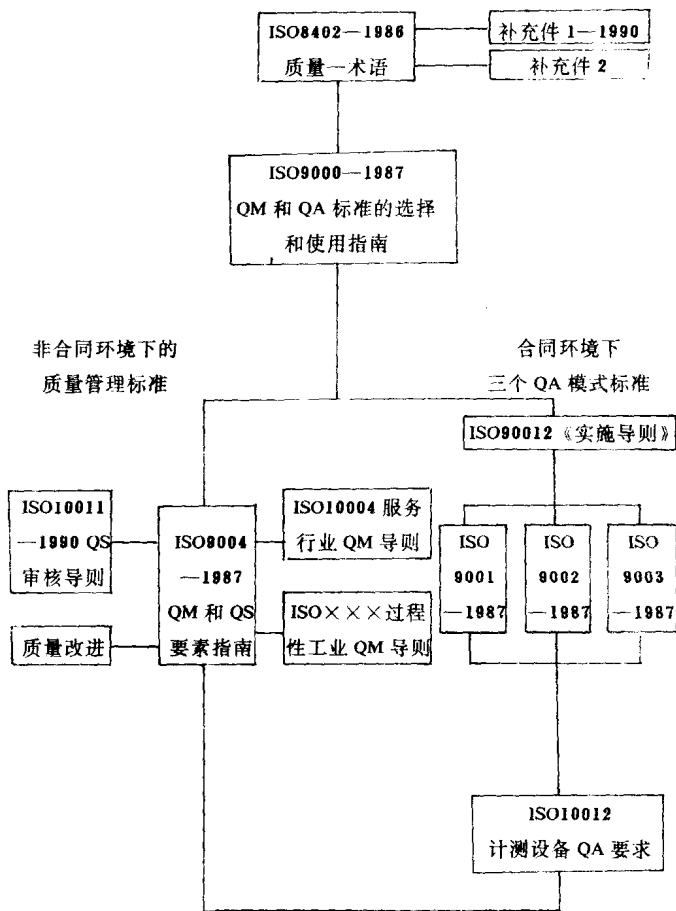 ISO8402—1986
质量—术语
补充件 1—1990
补充件 2
ISO9000—1987
QM 和 QA 标准的选择
和使用指南
非合同环境下的
质量管理标准
合同环境下
三个 QA 模式标准
ISO90012《实施导则》
ISO10011
—1990 QS
审核导则
质量改进
ISO9004
—1987
QM 和 QS
要素指南
ISO10004 服务
行业 QM 导则
ISO×××过程
性工业 QM 导则
ISO
9001
—1987
ISO
9002
—1987
ISO
9003
—1987
ISO10012
计测设备 QA 要求